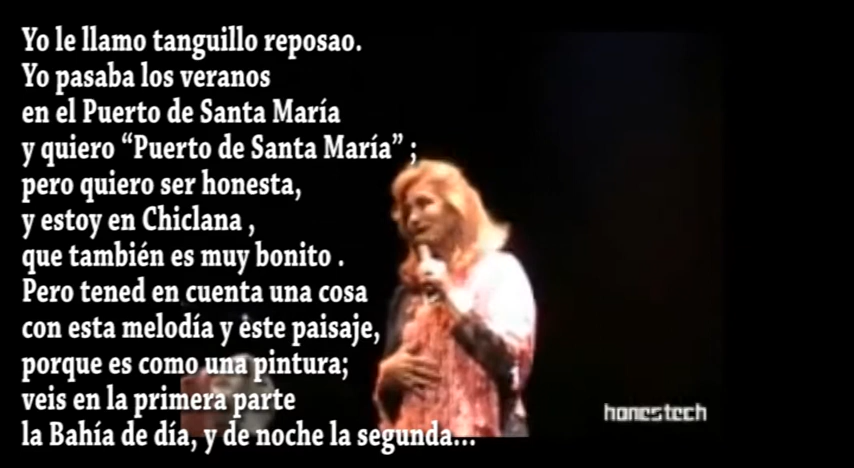 Yo le llamo tanguillo reposao.
Yo pasaba los veranos
en el Puerto de Santa María
y quiero “Puerto de Santa María” ;
pero quiero ser honesta,
y estoy en Chiclana ,
que también es muy bonito .
Pero tened en cuenta una cosa
con esta melodía y este paisaje,
porque es como una pintura;
veis en la primera parte
la Bahía de día, y de noche la segunda...
honestech